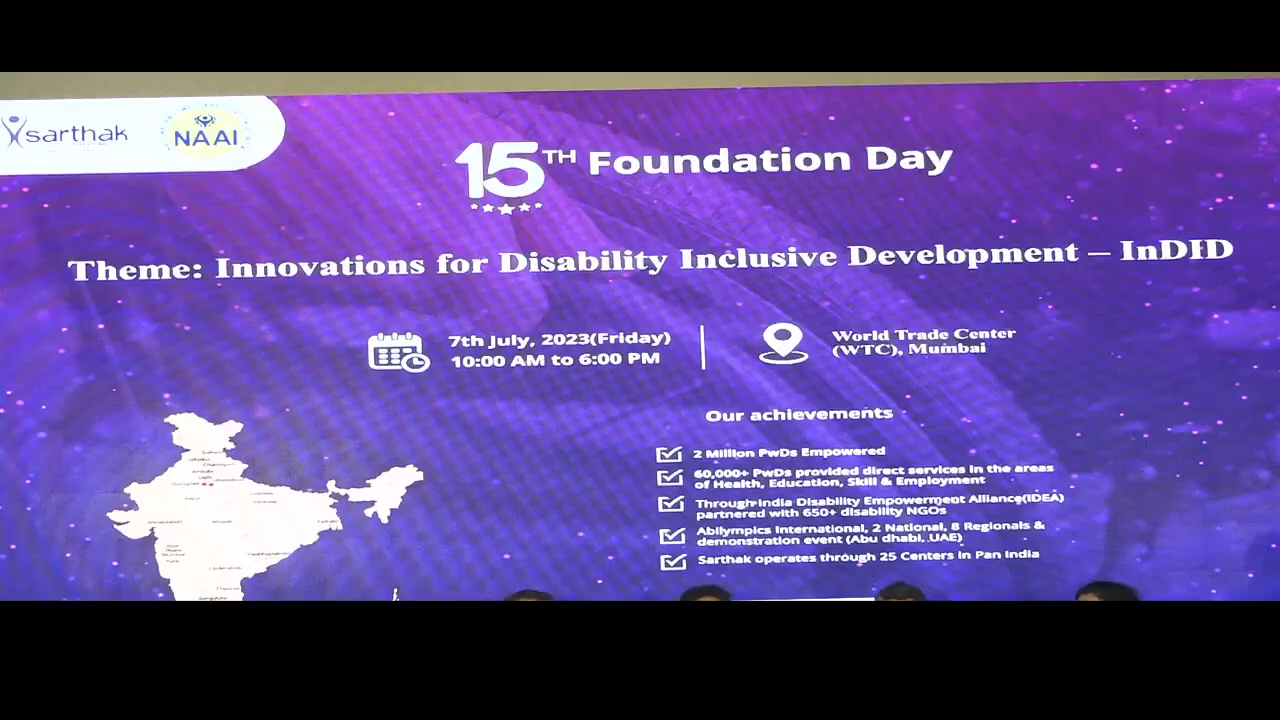 sarthak
NAAI
15TH Foundation Day
Theme: Innovations for Disability Inclusive Development – InDID
7th July, 2023(Friday)
10:00 AM to 6:00 PM
World Trade Center
(WTC), Mumbai
Our achievements
2 Million PwDs Empowered
60,000+ PwDs provided direct services in the areas
of Health, Education, Skill & Employment
Through India Disability Empowerment Alliance(IDEA)
partnered with 650+ disability NGOs
Abilympics International, 2 National, 8 Regionals &
demonstration event (Abu dhabi, UAE)
Sarthak operates through 25 Centers in Pan India